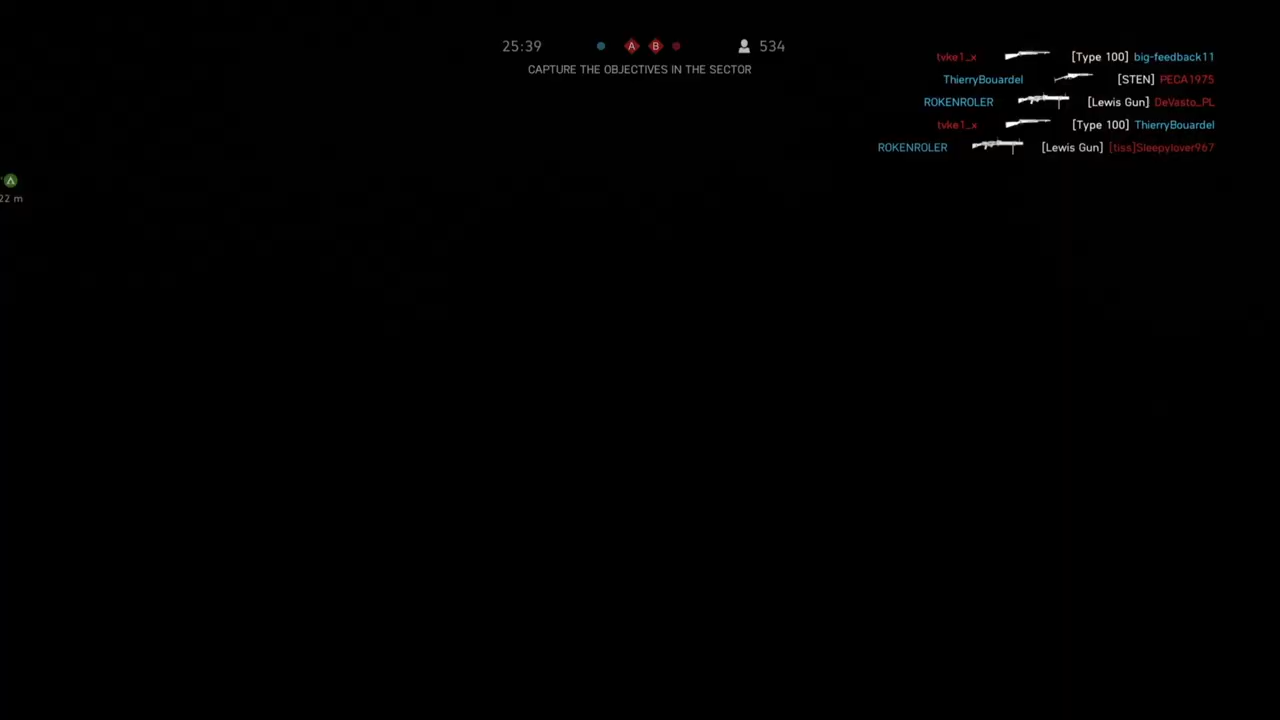 25:39 A B 534
CAPTURE THE OBJECTIVES IN THE SECTOR
tvke1_x [Type 100] big-feedback11
ThierryBouardel [STEN] PECA1975
ROKENROLER [Lewis Gun] DeVasto_PL
tvke1_x [Type 100] ThierryBouardel
ROKENROLER [Lewis Gun] [tiss]Sleepylover967
22 m